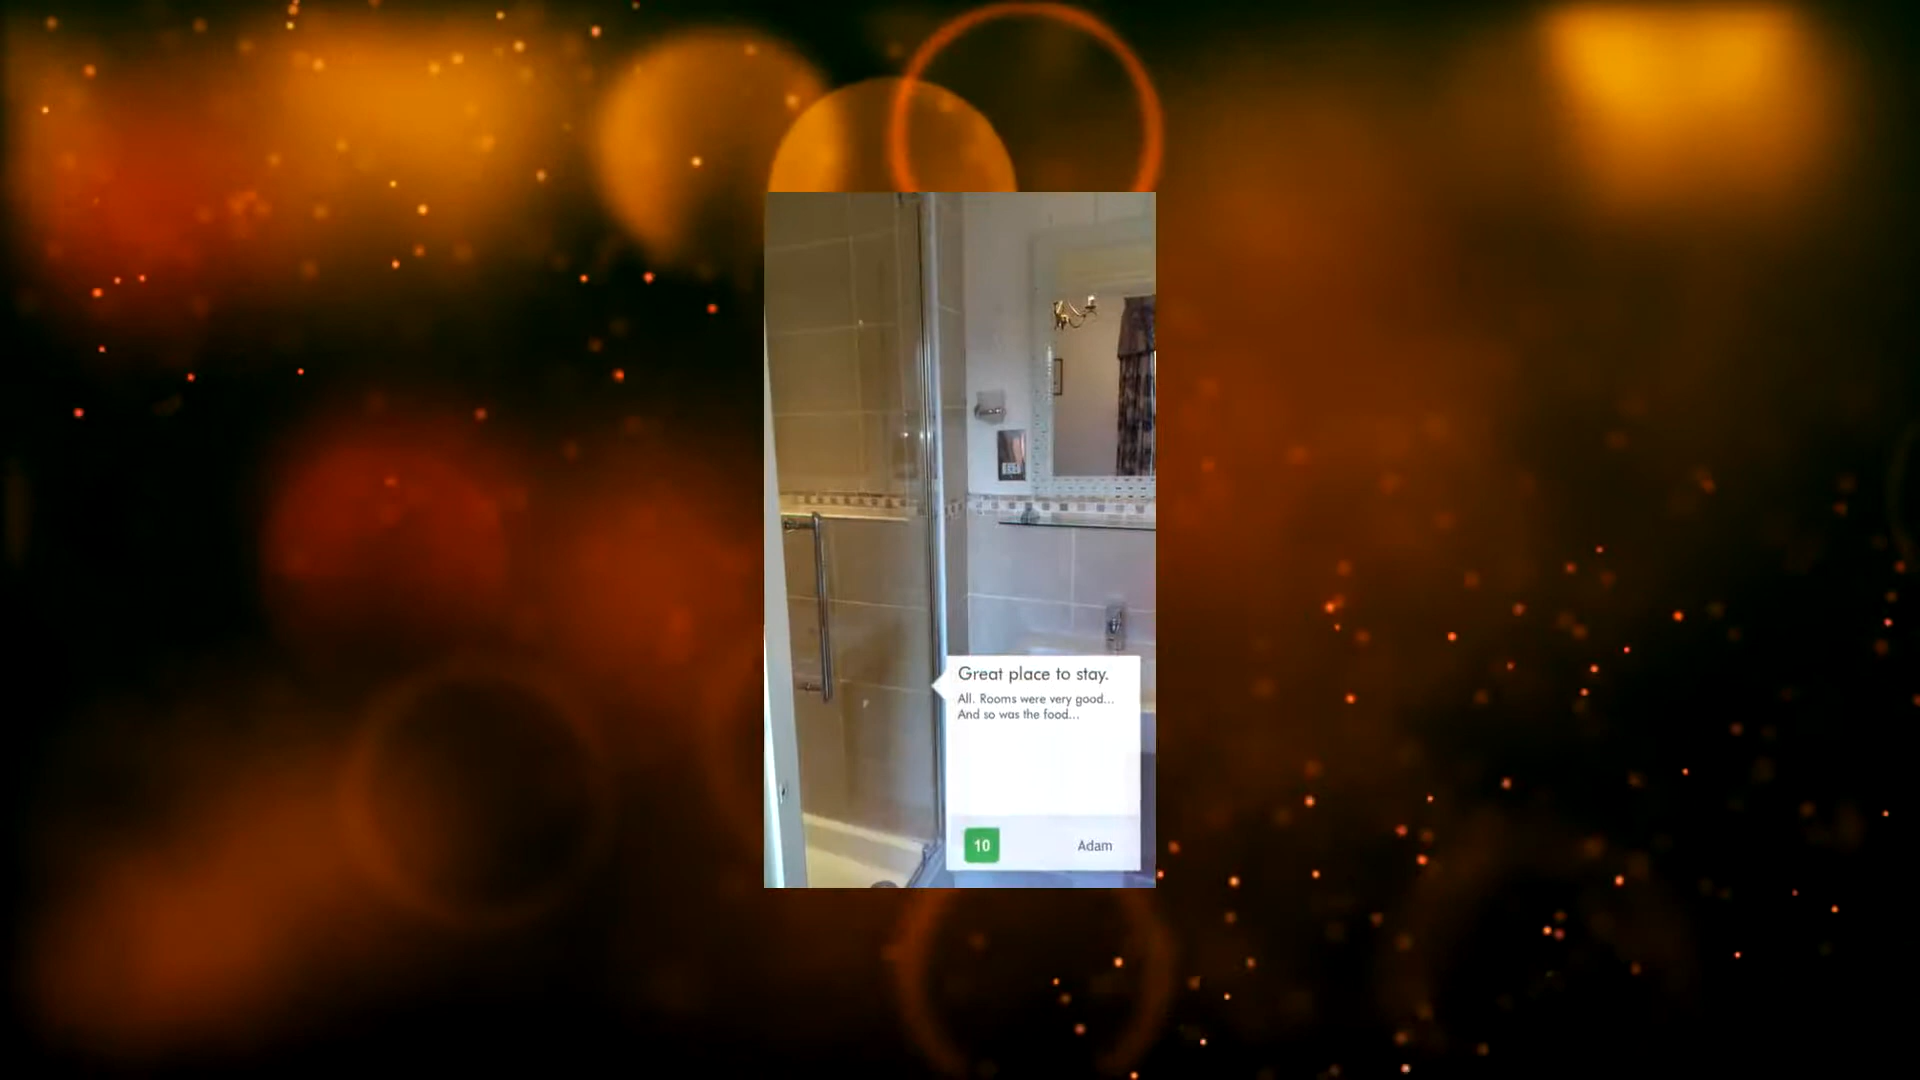 Great place to stay.
All. Rooms were very good...
And so was the food...
10
Adam